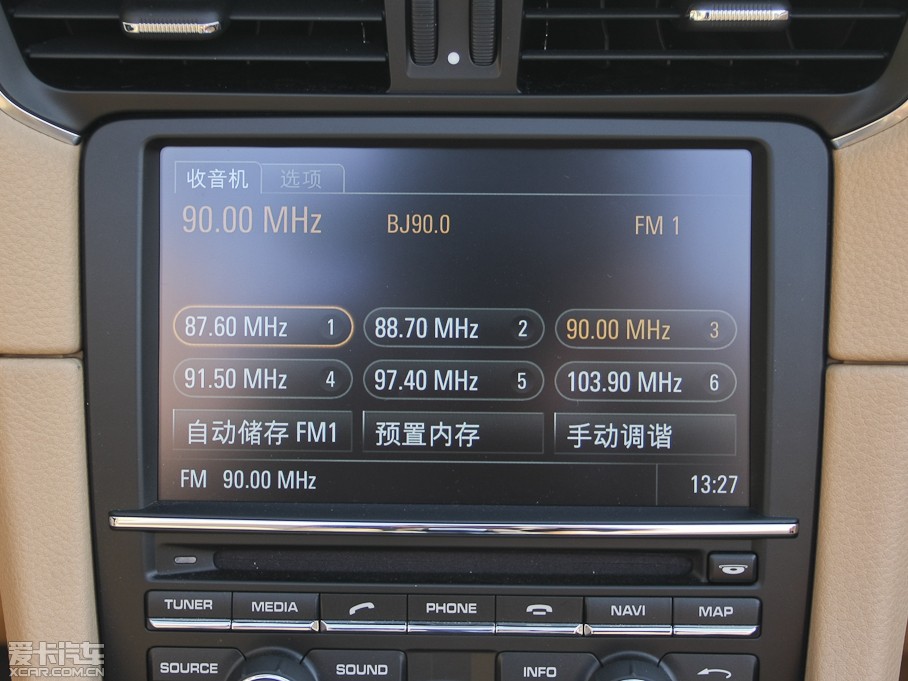 收音机 选项
90.00 MHz BJ90.0 FM 1
87.60 MHz 1 88.70 MHz 2 90.00 MHz 3
91.50 MHz 4 97.40 MHz 5 103.90 MHz 6
自动储存 FM1 预置内存 手动调谐
FM 90.00 MHz 13:27
TUNER MEDIA PHONE NAVI MAP
SOURCE SOUND INFO
爱卡汽车
XCAR.COM.CN